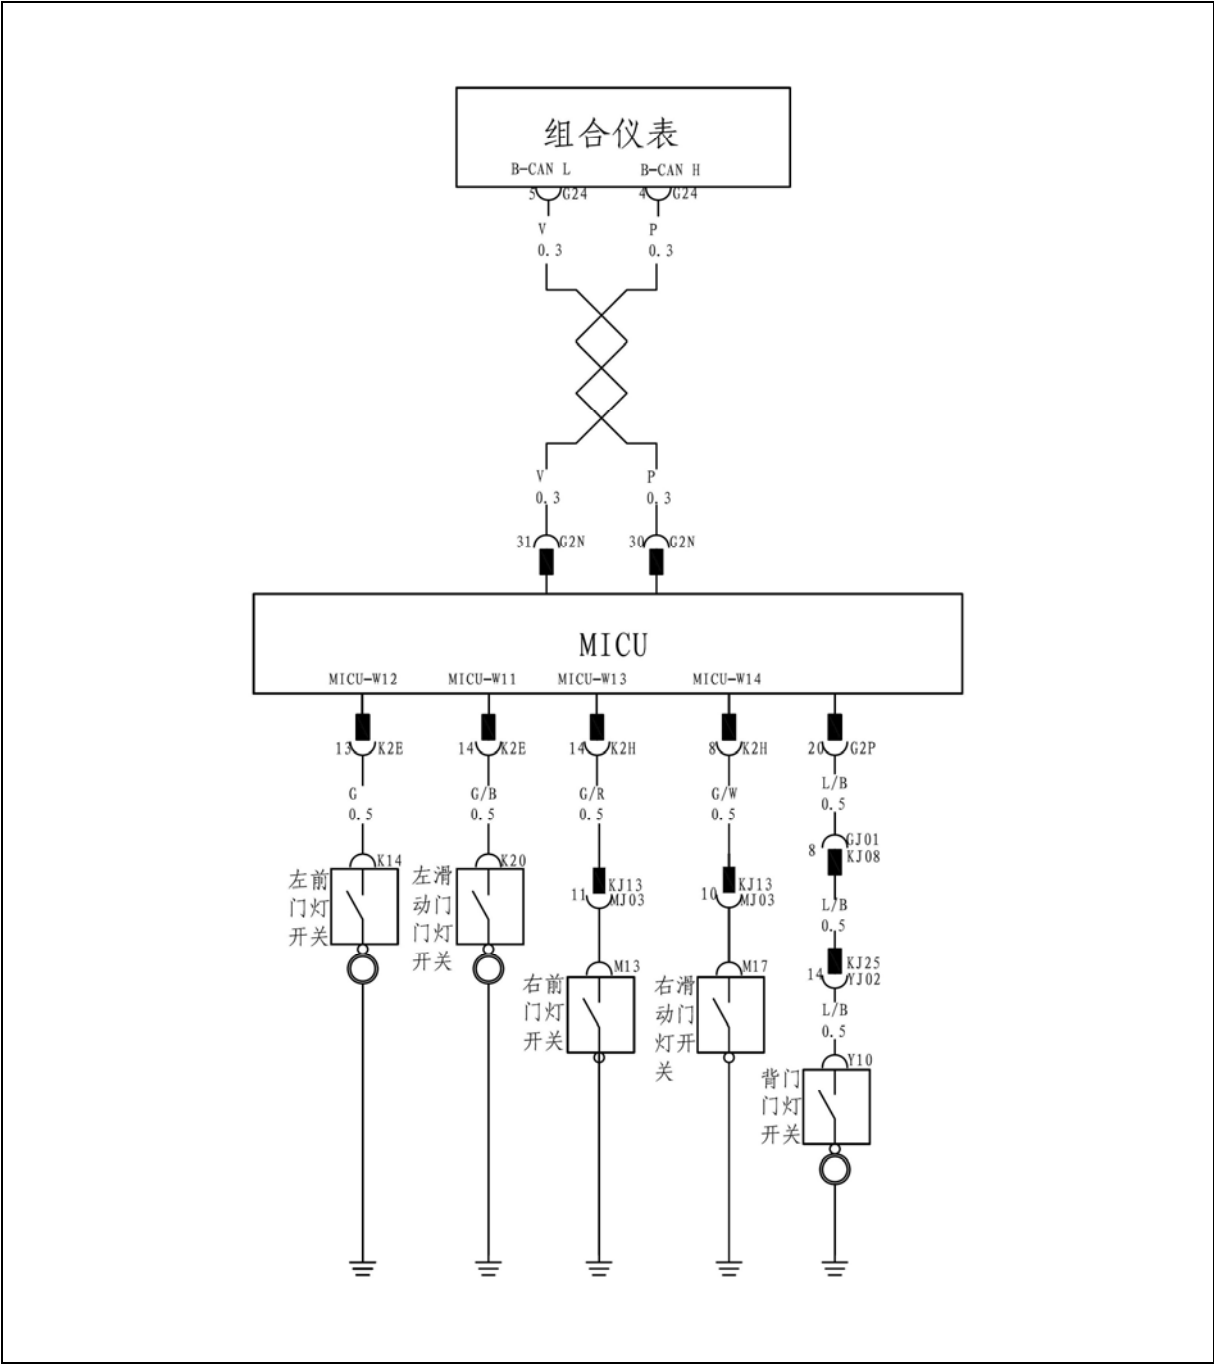 组合仪表
B-CAN L
B-CAN H
5
G24
4
G24
V
0.3
P
0.3
V
0.3
P
0.3
31
G2N
30
G2N
MICU
MICU-W12
MICU-W11
MICU-W13
MICU-W14
13
K2E
14
K2E
14
K2H
8
K2H
20
G2P
G
0.5
G/B
0.5
G/R
0.5
G/W
0.5
L/B
0.5
8
GJ01
KJ08
K14
左前
门灯
开关
K20
左滑
动门
门灯
开关
11
KJ13
MJ03
10
KJ13
MJ03
L/B
0.5
14
KJ25
YJ02
M13
右前
门灯
开关
M17
右滑
动门
灯开
关
L/B
0.5
Y10
背门
门灯
开关